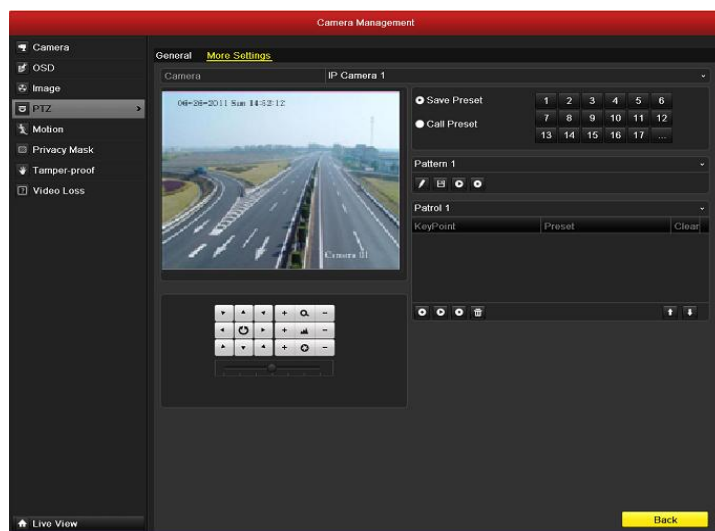 Camera Management
Camera
OSD
Image
PTZ
Motion
Privacy Mask
Tamper-proof
Video Loss
Live View
General More Settings
Camera IP Camera 1
06-26-2011 Sun 14:52:12
Camera 01
Save Preset
Call Preset
1 2 3 4 5 6
7 8 9 10 11 12
13 14 15 16 17 ...
Pattern 1
Patrol 1
KeyPoint Preset Clear
Back